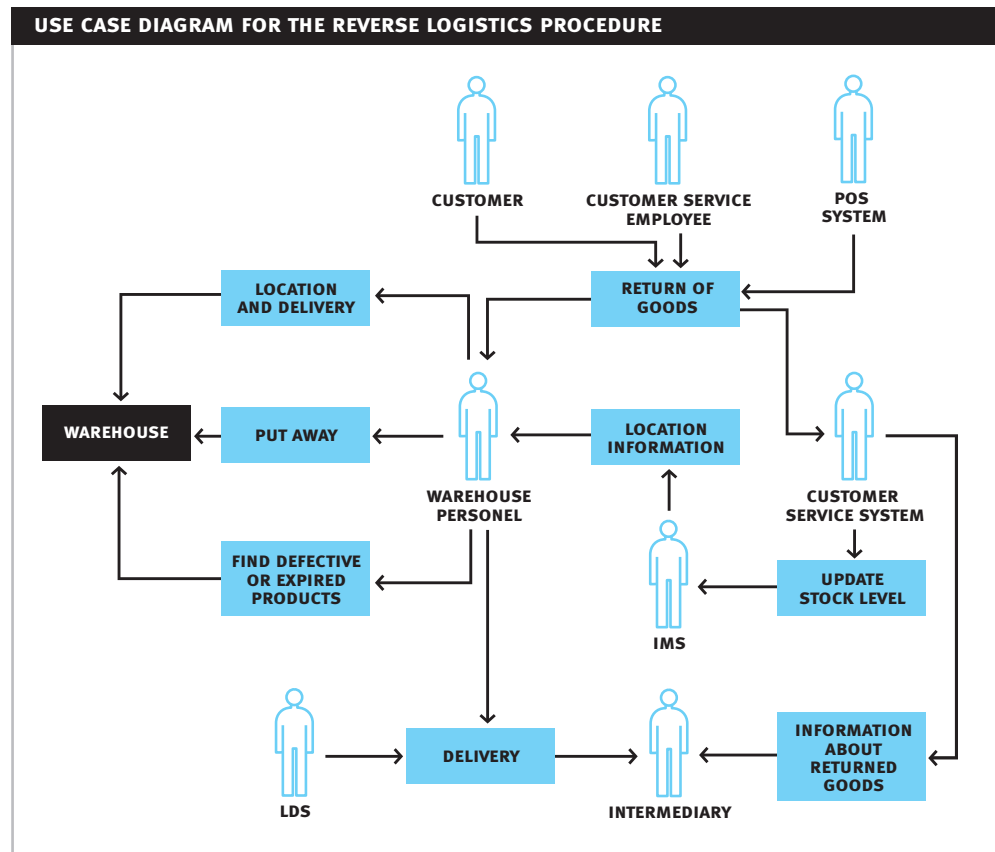 USE CASE DIAGRAM FOR THE REVERSE LOGISTICS PROCEDURE
CUSTOMER
CUSTOMER SERVICE
EMPLOYEE
POS
SYSTEM
LOCATION
AND DELIVERY
RETURN OF
GOODS
WAREHOUSE
PUT AWAY
LOCATION
INFORMATION
WAREHOUSE
PERSONEL
CUSTOMER
SERVICE SYSTEM
FIND DEFECTIVE
OR EXPIRED
PRODUCTS
UPDATE
STOCK LEVEL
IMS
DELIVERY
INFORMATION
ABOUT
RETURNED
GOODS
LDS
INTERMEDIARY